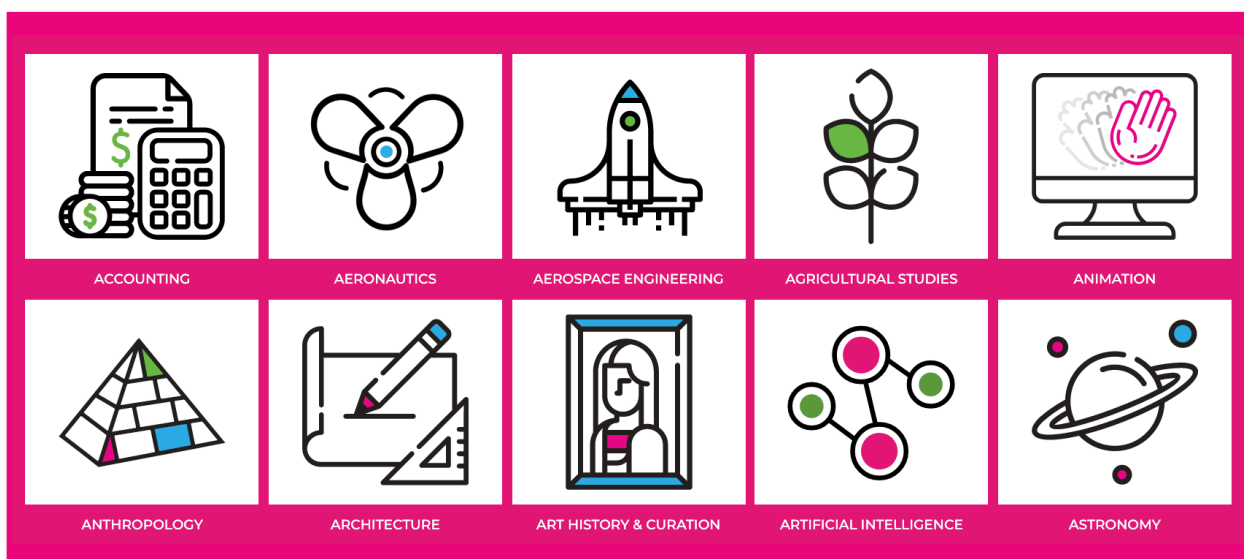 $
$
ACCOUNTING
AERONAUTICS
AEROSPACE ENGINEERING
AGRICULTURAL STUDIES
ANIMATION
ANTHROPOLOGY
ARCHITECTURE
ART HISTORY & CURATION
ARTIFICIAL INTELLIGENCE
ASTRONOMY